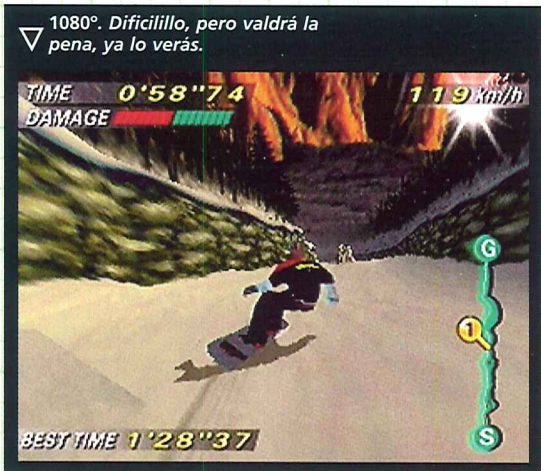 1080°. Dificilillo, pero valdrá la
pena, ya lo verás.
TIME 0'58"74
119 km/h
DAMAGE
G
1
S
BEST TIME 1'28"37